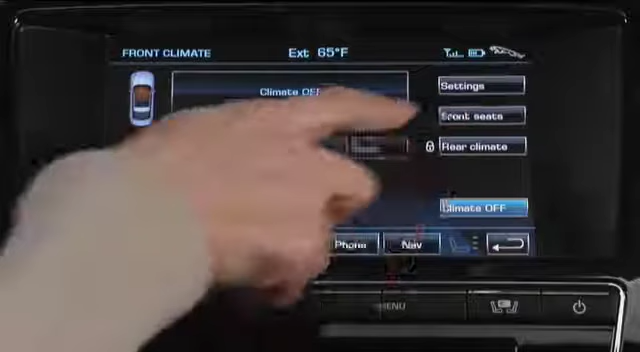 FRONT CLIMATE Ext 65°F
Climate OFF
Settings
Front seats
Rear climate
Climate OFF
Phone Nav
MENU